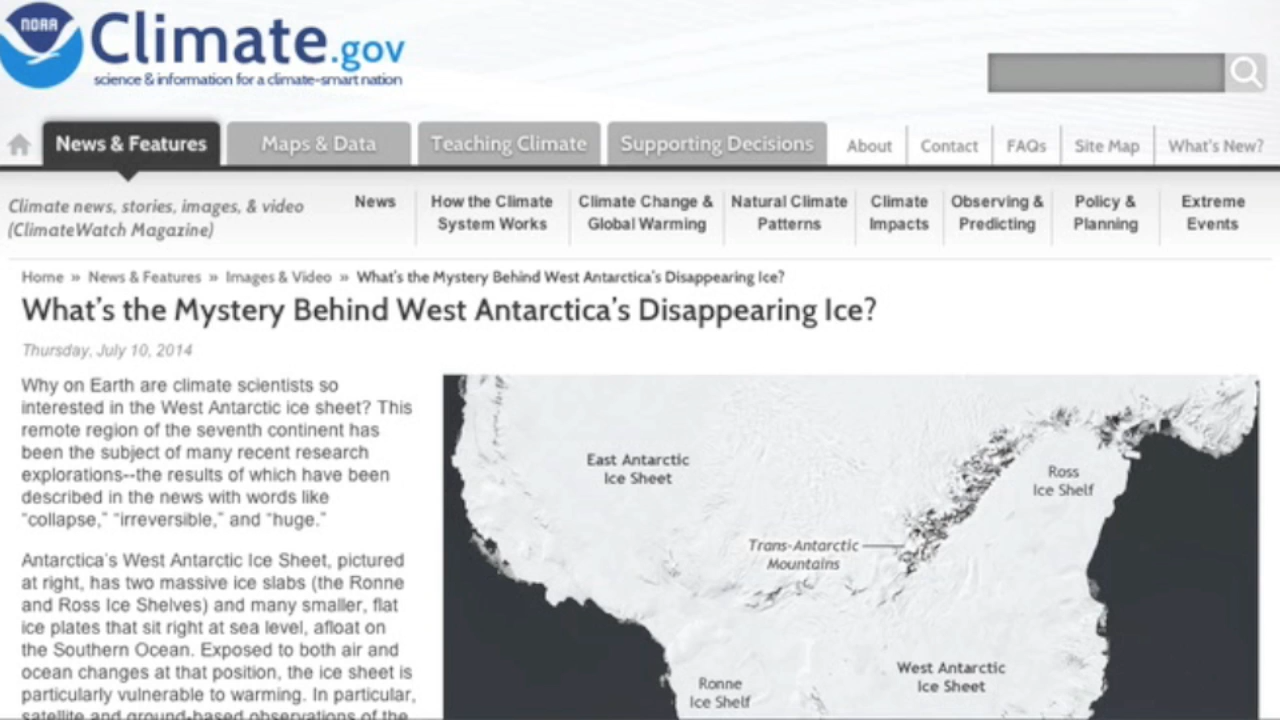 NOAA
Climate.gov
science & information for a climate-smart nation
News & Features
Maps & Data
Teaching Climate
Supporting Decisions
About
Contact
FAQs
Site Map
What's New?
Climate news, stories, images, & video
(ClimateWatch Magazine)
News
How the Climate
System Works
Climate Change &
Global Warming
Natural Climate
Patterns
Climate
Impacts
Observing &
Predicting
Policy &
Planning
Extreme
Events
Home » News & Features » Images & Video » What's the Mystery Behind West Antarctica's Disappearing Ice?
What's the Mystery Behind West Antarctica's Disappearing Ice?
Thursday, July 10, 2014
Why on Earth are climate scientists so
interested in the West Antarctic ice sheet? This
remote region of the seventh continent has
been the subject of many recent research
explorations--the results of which have been
described in the news with words like
"collapse," "irreversible," and "huge."
Antarctica's West Antarctic Ice Sheet, pictured
at right, has two massive ice slabs (the Ronne
and Ross Ice Shelves) and many smaller, flat
ice plates that sit right at sea level, afloat on
the Southern Ocean. Exposed to both air and
ocean changes at that position, the ice sheet is
particularly vulnerable to warming. In particular,
satellite and ground-based observations of the
East Antarctic
Ice Sheet
Ross
Ice Shelf
Trans-Antarctic
Mountains
West Antarctic
Ice Sheet
Ronne
Ice Shelf